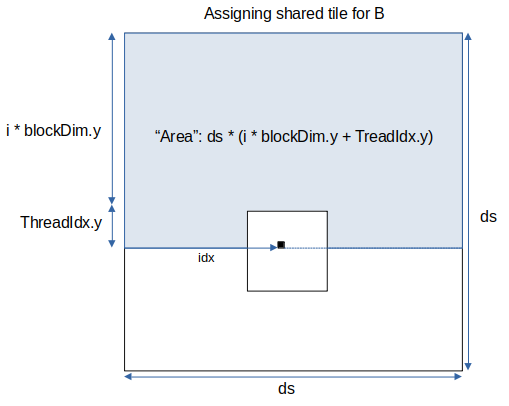 Assigning shared tile for B
i * blockDim.y
“Area”: ds * (i * blockDim.y + TreadIdx.y)
ThreadIdx.y
ds
idx
ds